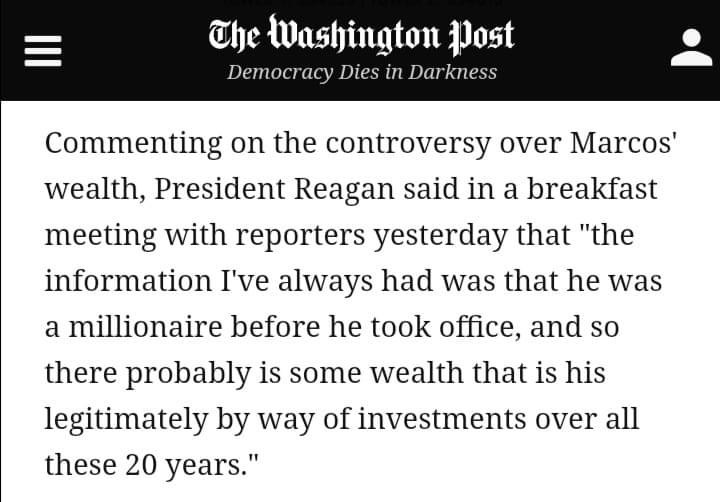 The Washington Post
Democracy Dies in Darkness
Commenting on the controversy over Marcos'
wealth, President Reagan said in a breakfast
meeting with reporters yesterday that "the
information I've always had was that he was
a millionaire before he took office, and so
there probably is some wealth that is his
legitimately by way of investments over all
these 20 years."